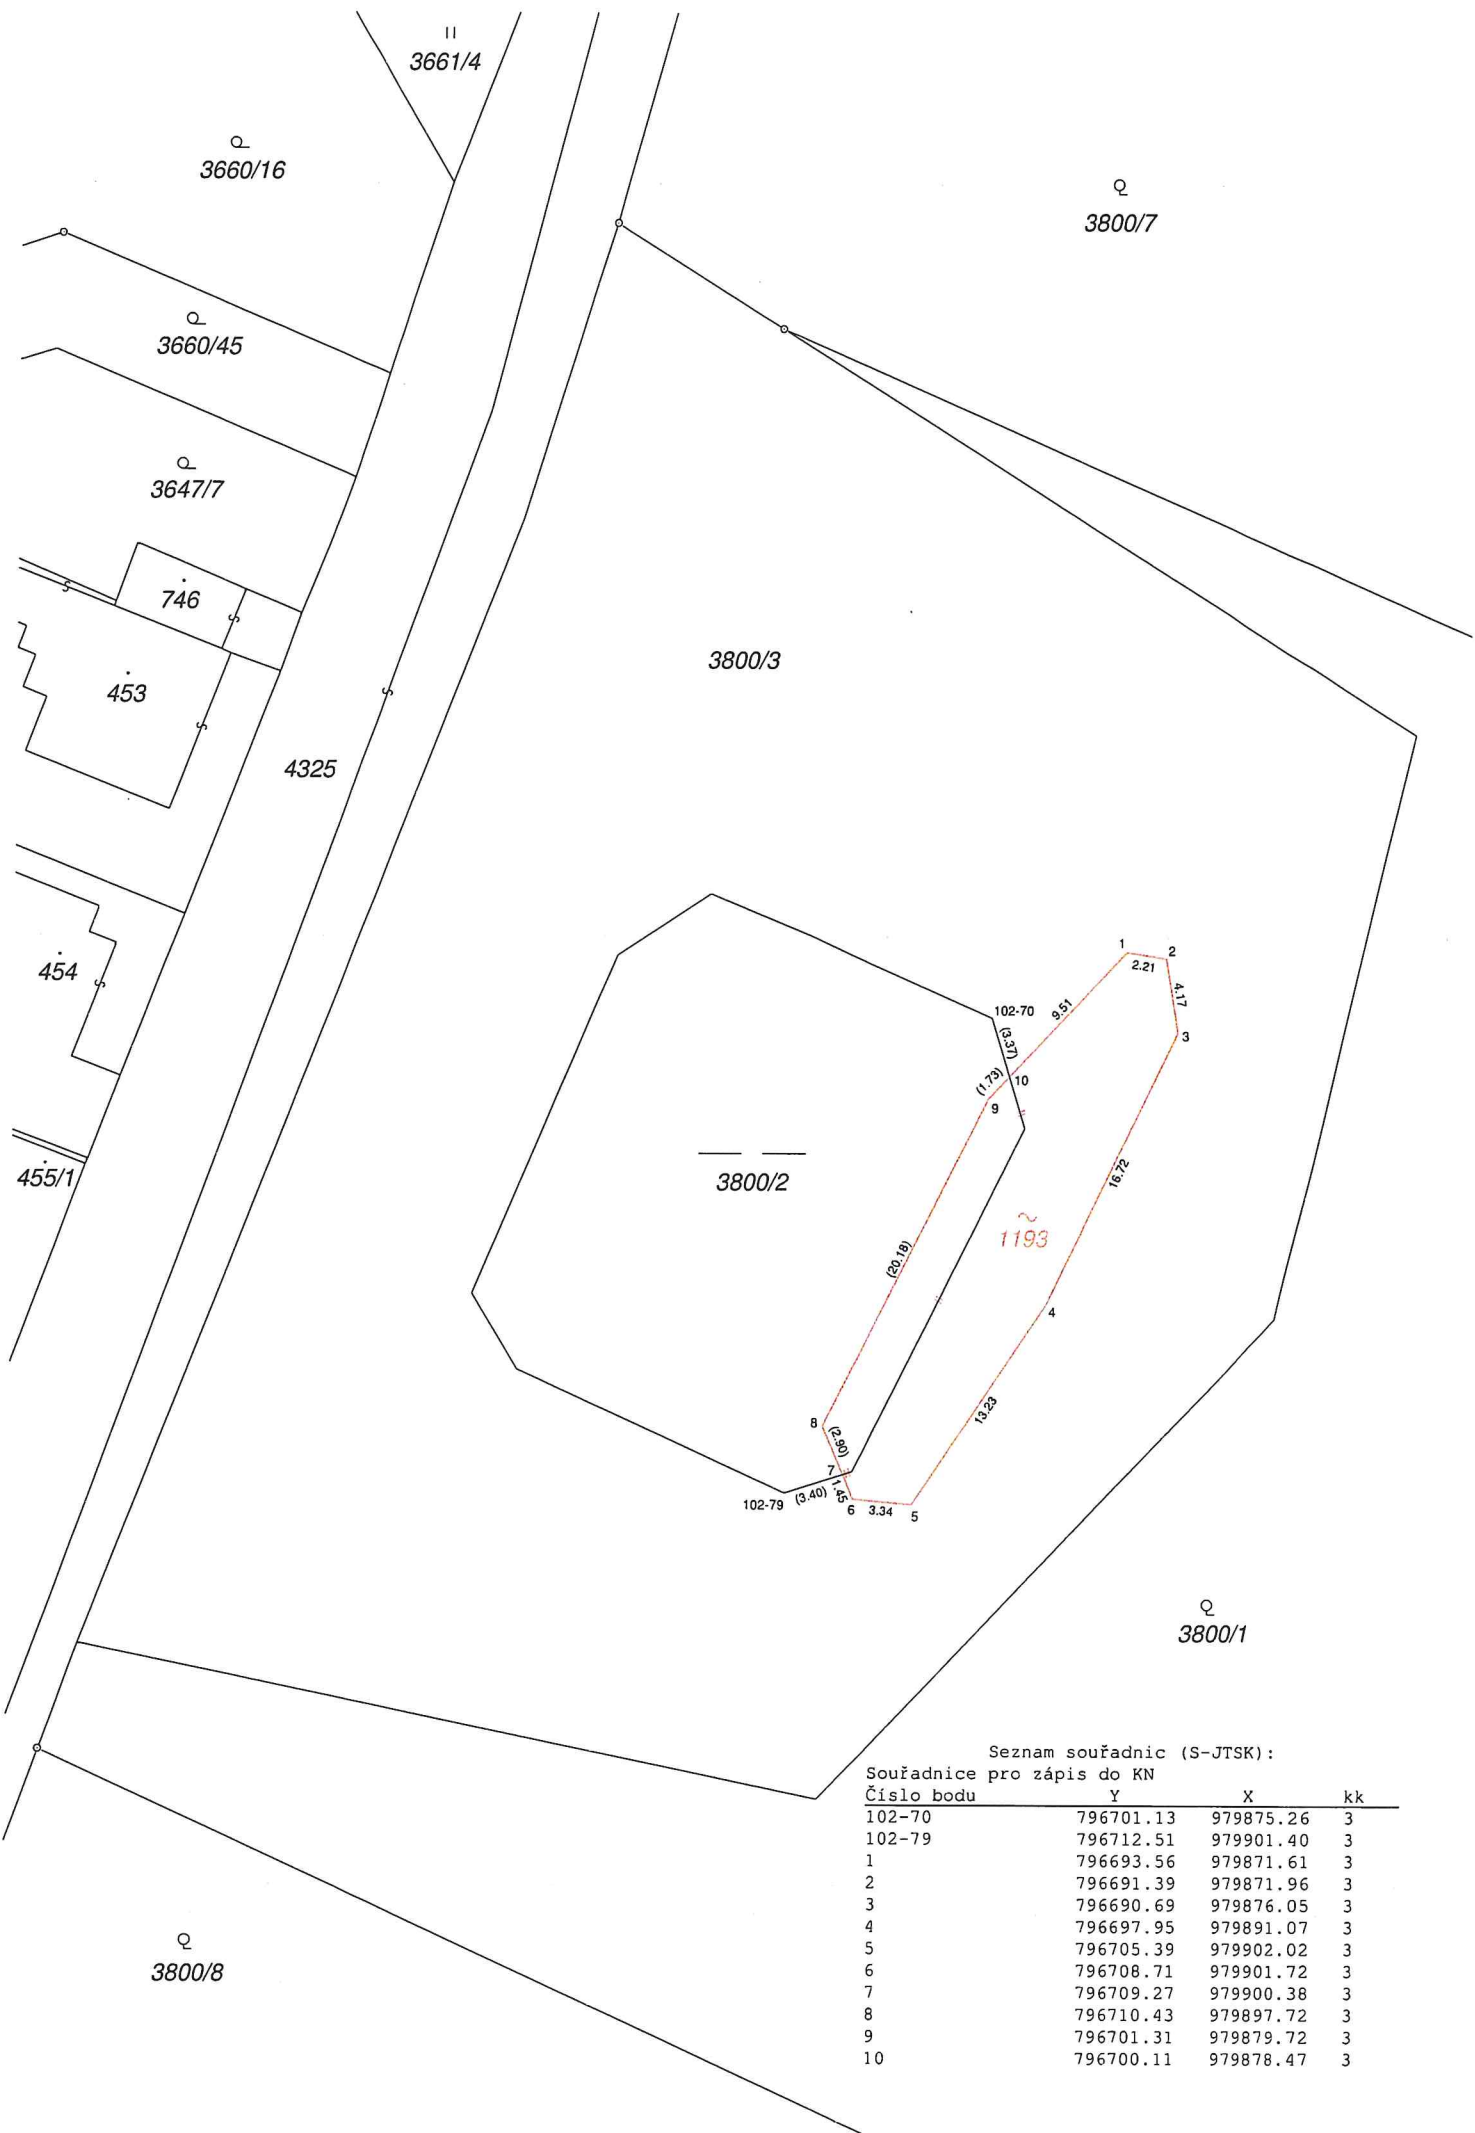 3661/4
3660/16
3800/7
3660/45
3647/7
746
3800/3
453
4325
1
2
2.21
454
4.17
102-70
9.51
3
(3.37)
(1.73)
10
9
455/1
3800/2
16.72
1193
(20.18)
4
13.23
8
(2.90)
7
1.45
102-79
(3.40)
6
3.34
5
3800/1
Seznam souřadnic (S-JTSK):
Souřadnice pro zápis do KN
Číslo bodu Y X kk
102-70 796701.13 979875.26 3
102-79 796712.51 979901.40 3
1 796693.56 979871.61 3
2 796691.39 979871.96 3
3 796690.69 979876.05 3
4 796697.95 979891.07 3
5 796705.39 979902.02 3
6 796708.71 979901.72 3
7 796709.27 979900.38 3
8 796710.43 979897.72 3
9 796701.31 979879.72 3
10 796700.11 979878.47 3
3800/8